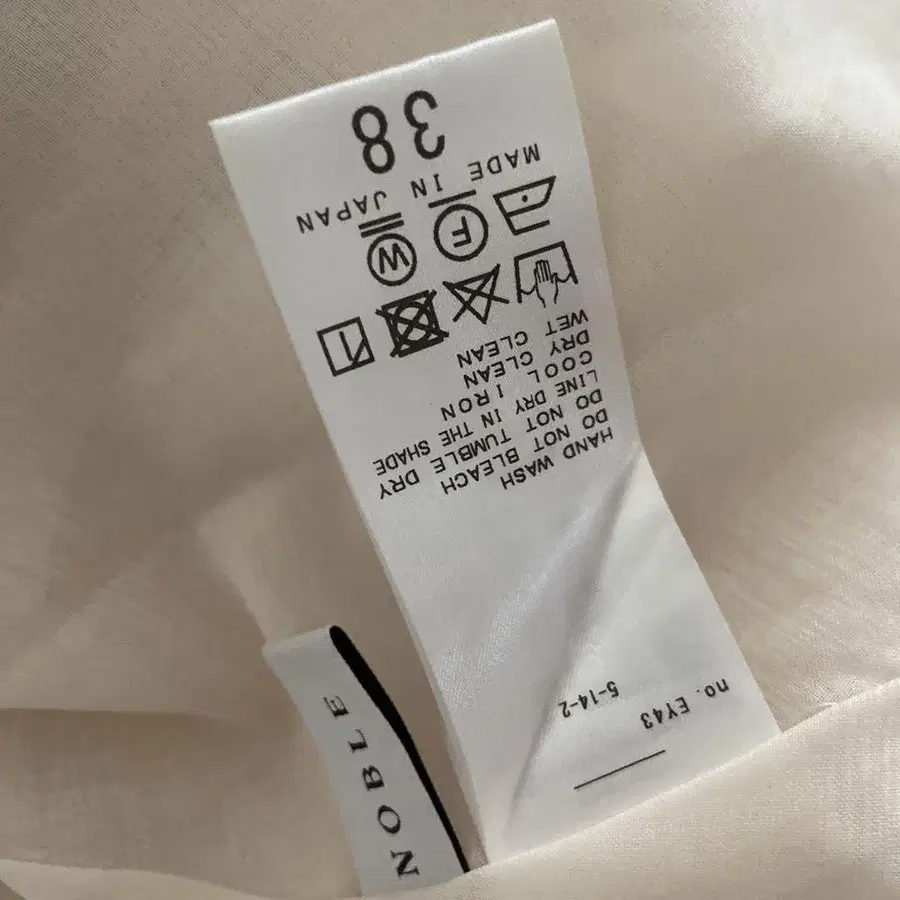 no. EY43
5-14-2
HAND WASH
DO NOT BLEACH
DO NOT TUMBLE DRY
LINE DRY IN THE SHADE
COOL IRON
DRY CLEAN
WET CLEAN
F
W
MADE IN JAPAN
38
NOBLE